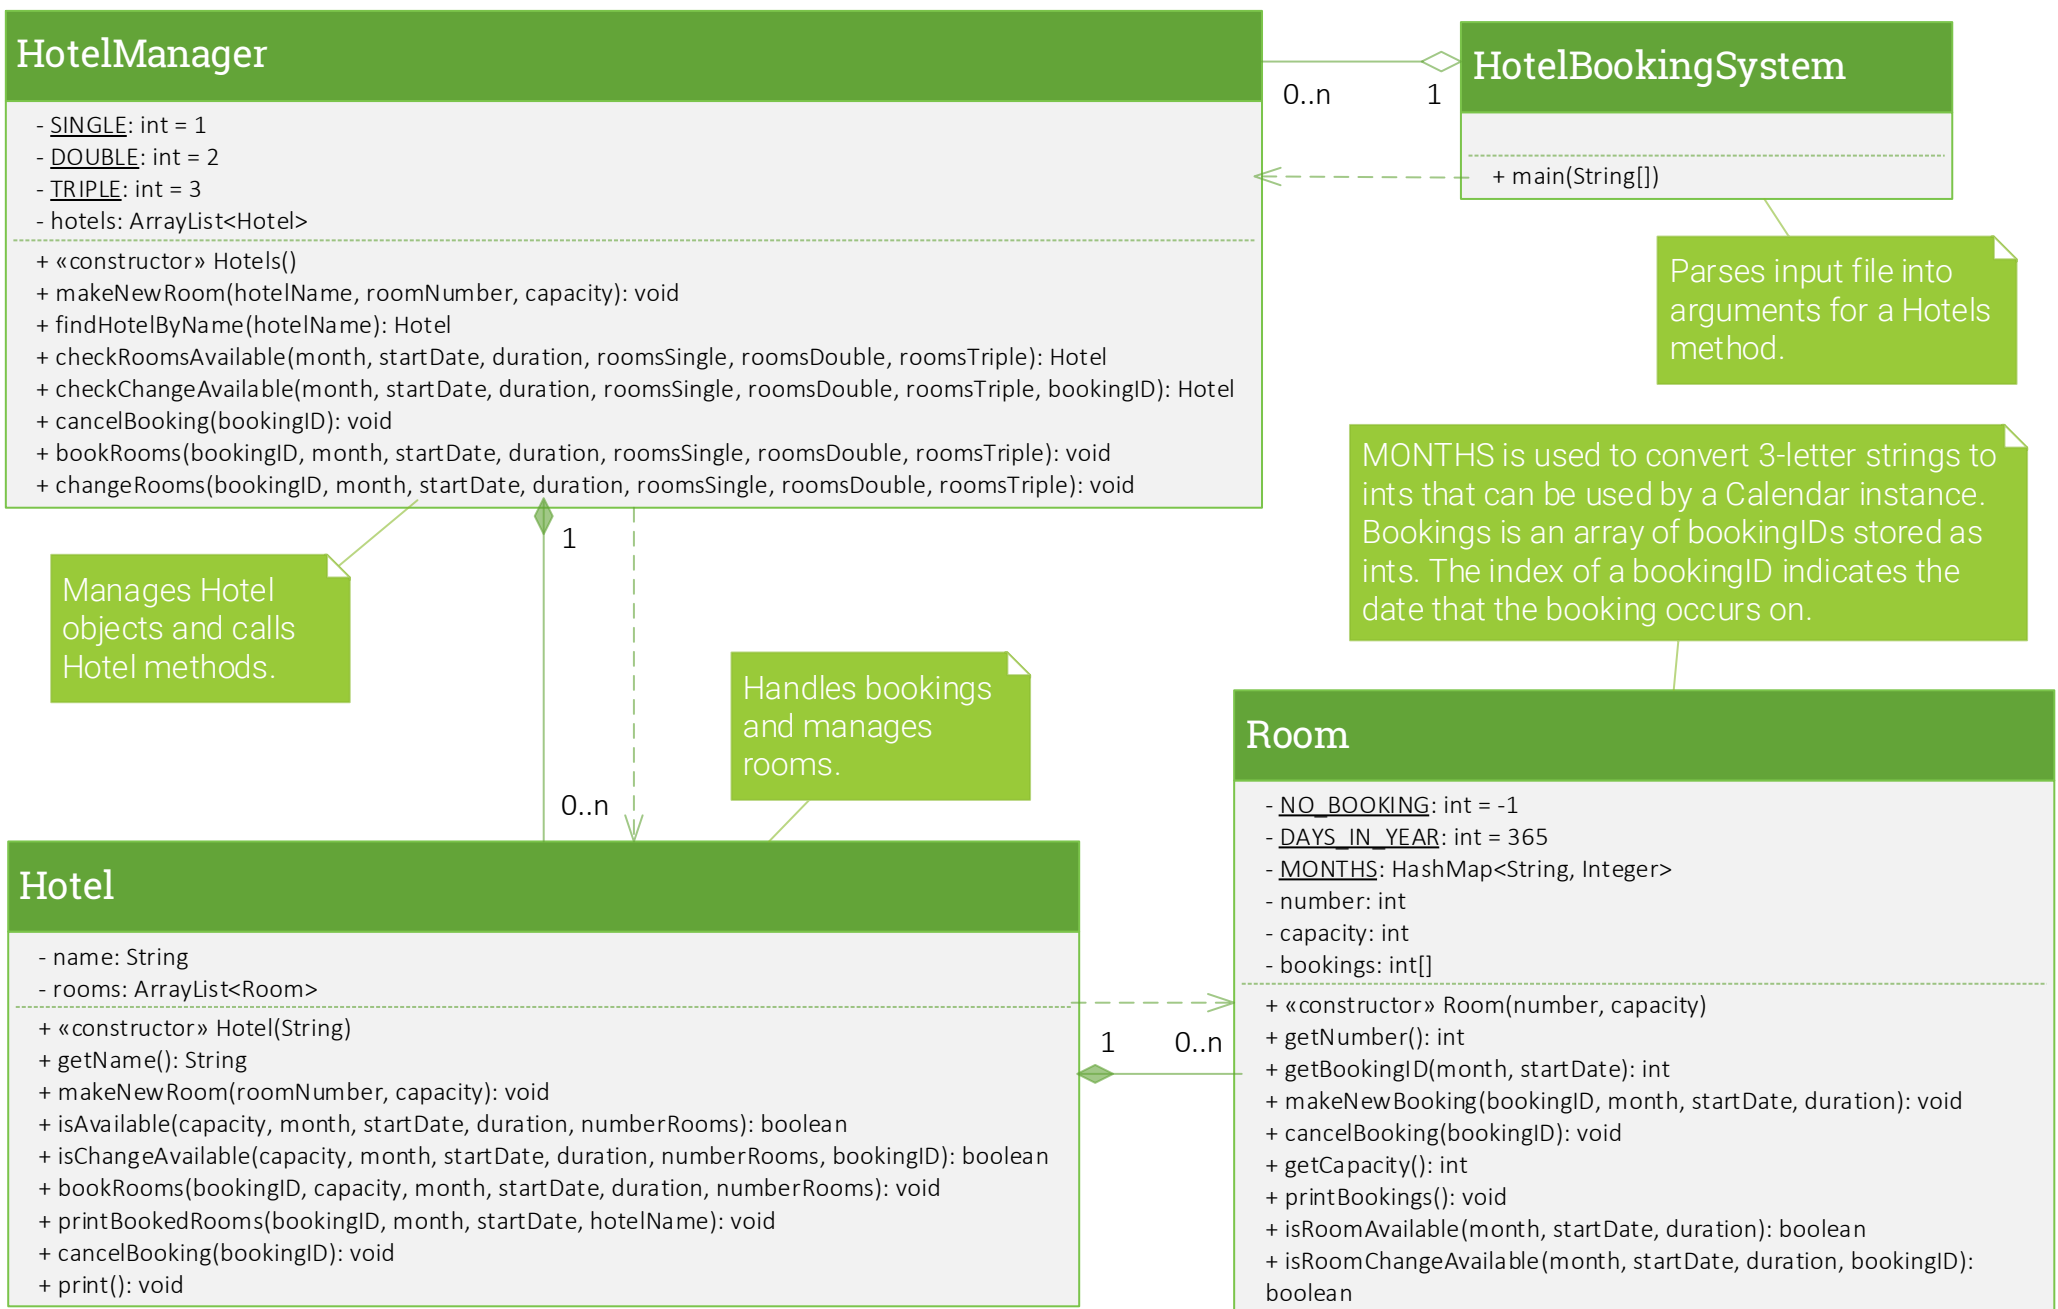 HotelManager
- SINGLE: int = 1
- DOUBLE: int = 2
- TRIPLE: int = 3
- hotels: ArrayList<Hotel>
+ «constructor» Hotels()
+ makeNewRoom(hotelName, roomNumber, capacity): void
+ findHotelByName(hotelName): Hotel
+ checkRoomsAvailable(month, startDate, duration, roomsSingle, roomsDouble, roomsTriple): Hotel
+ checkChangeAvailable(month, startDate, duration, roomsSingle, roomsDouble, roomsTriple, bookingID): Hotel
+ cancelBooking(bookingID): void
+ bookRooms(bookingID, month, startDate, duration, roomsSingle, roomsDouble, roomsTriple): void
+ changeRooms(bookingID, month, startDate, duration, roomsSingle, roomsDouble, roomsTriple): void
0..n
1
HotelBookingSystem
+ main(String[])
Parses input file into
arguments for a Hotels
method.
MONTHS is used to convert 3-letter strings to
ints that can be used by a Calendar instance.
Bookings is an array of bookingIDs stored as
ints. The index of a bookingID indicates the
date that the booking occurs on.
1
Manages Hotel
objects and calls
Hotel methods.
Handles bookings
and manages
rooms.
0..n
Hotel
- name: String
- rooms: ArrayList<Room>
+ «constructor» Hotel(String)
+ getName(): String
+ makeNewRoom(roomNumber, capacity): void
+ isAvailable(capacity, month, startDate, duration, numberRooms): boolean
+ isChangeAvailable(capacity, month, startDate, duration, numberRooms, bookingID): boolean
+ bookRooms(bookingID, capacity, month, startDate, duration, numberRooms): void
+ printBookedRooms(bookingID, month, startDate, hotelName): void
+ cancelBooking(bookingID): void
+ print(): void
1
0..n
Room
- NO_BOOKING: int = -1
- DAYS_IN_YEAR: int = 365
- MONTHS: HashMap<String, Integer>
- number: int
- capacity: int
- bookings: int[]
+ «constructor» Room(number, capacity)
+ getNumber(): int
+ getBookingID(month, startDate): int
+ makeNewBooking(bookingID, month, startDate, duration): void
+ cancelBooking(bookingID): void
+ getCapacity(): int
+ printBookings(): void
+ isRoomAvailable(month, startDate, duration): boolean
+ isRoomChangeAvailable(month, startDate, duration, bookingID):
boolean